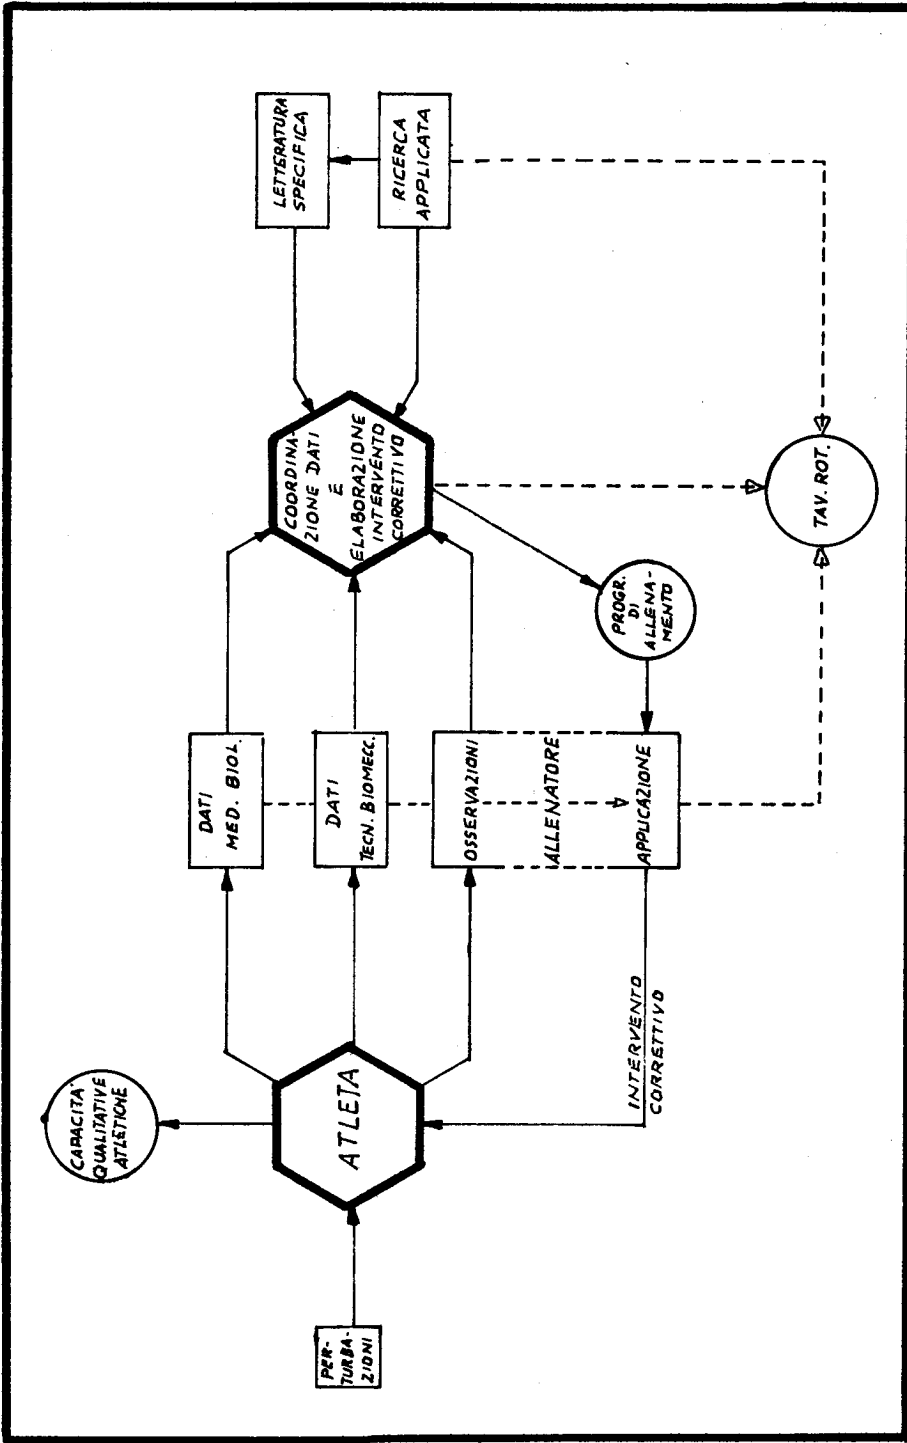 CAPACITA'
QUALITATIVE
ATLETICHE
PER-
TURBA-
ZIONI
ATLETA
DATI
MED. BIOL.
DATI
TECN. BIOMECC.
OSSERVAZIONI
ALLENATORE
APPLICAZIONE
INTERVENTO
CORRETTIVO
COORDINA-
ZIONE DATI
E
ELABORAZIONE
INTERVENTO
CORRETTIVO
PROGR.
DI
ALLENA-
MENTO
LETTERATURA
SPECIFICA
RICERCA
APPLICATA
TAV. ROT.